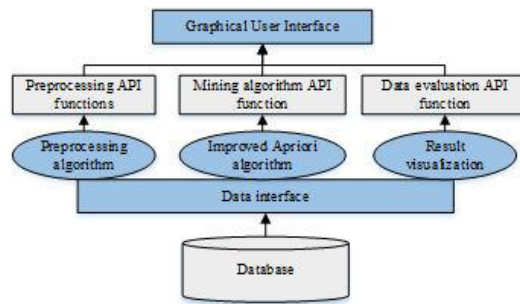 Graphical User Interface
Preprocessing API
functions
Mining algorithm API
function
Data evaluation API
function
Preprocessing
algorithm
Improved Apriori
algorithm
Result
visualization
Data interface
Database